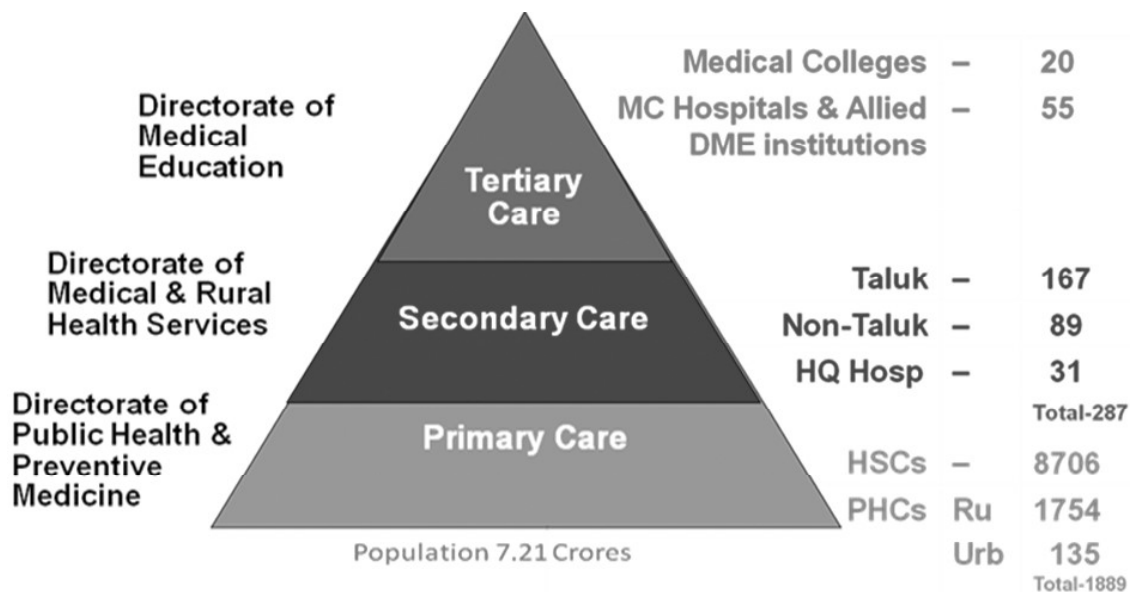 Directorate of
Medical
Education
Tertiary
Care
Medical Colleges – 20
MC Hospitals & Allied – 55
DME institutions
Directorate of
Medical & Rural
Health Services
Secondary Care
Taluk – 167
Non-Taluk – 89
HQ Hosp – 31
Total-287
Directorate of
Public Health &
Preventive
Medicine
Primary Care
HSCs – 8706
PHCs Ru 1754
Urb 135
Total-1889
Population 7.21 Crores